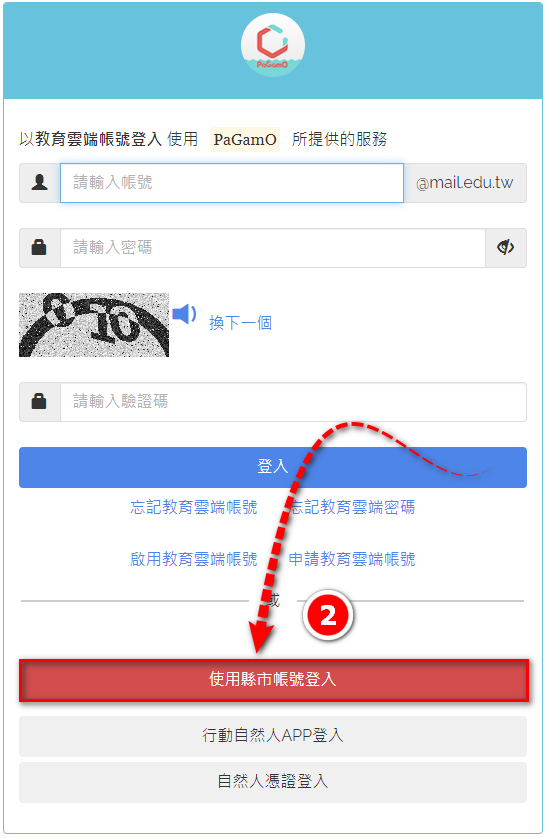 PaGamO
以教育雲端帳號登入 使用 PaGamO 所提供的服務
請輸入帳號 @mail.edu.tw
請輸入密碼
換下一個
請輸入驗證碼
登入
忘記教育雲端帳號 忘記教育雲端密碼
啟用教育雲端帳號 申請教育雲端帳號
或
2
使用縣市帳號登入
行動自然人APP登入
自然人憑證登入